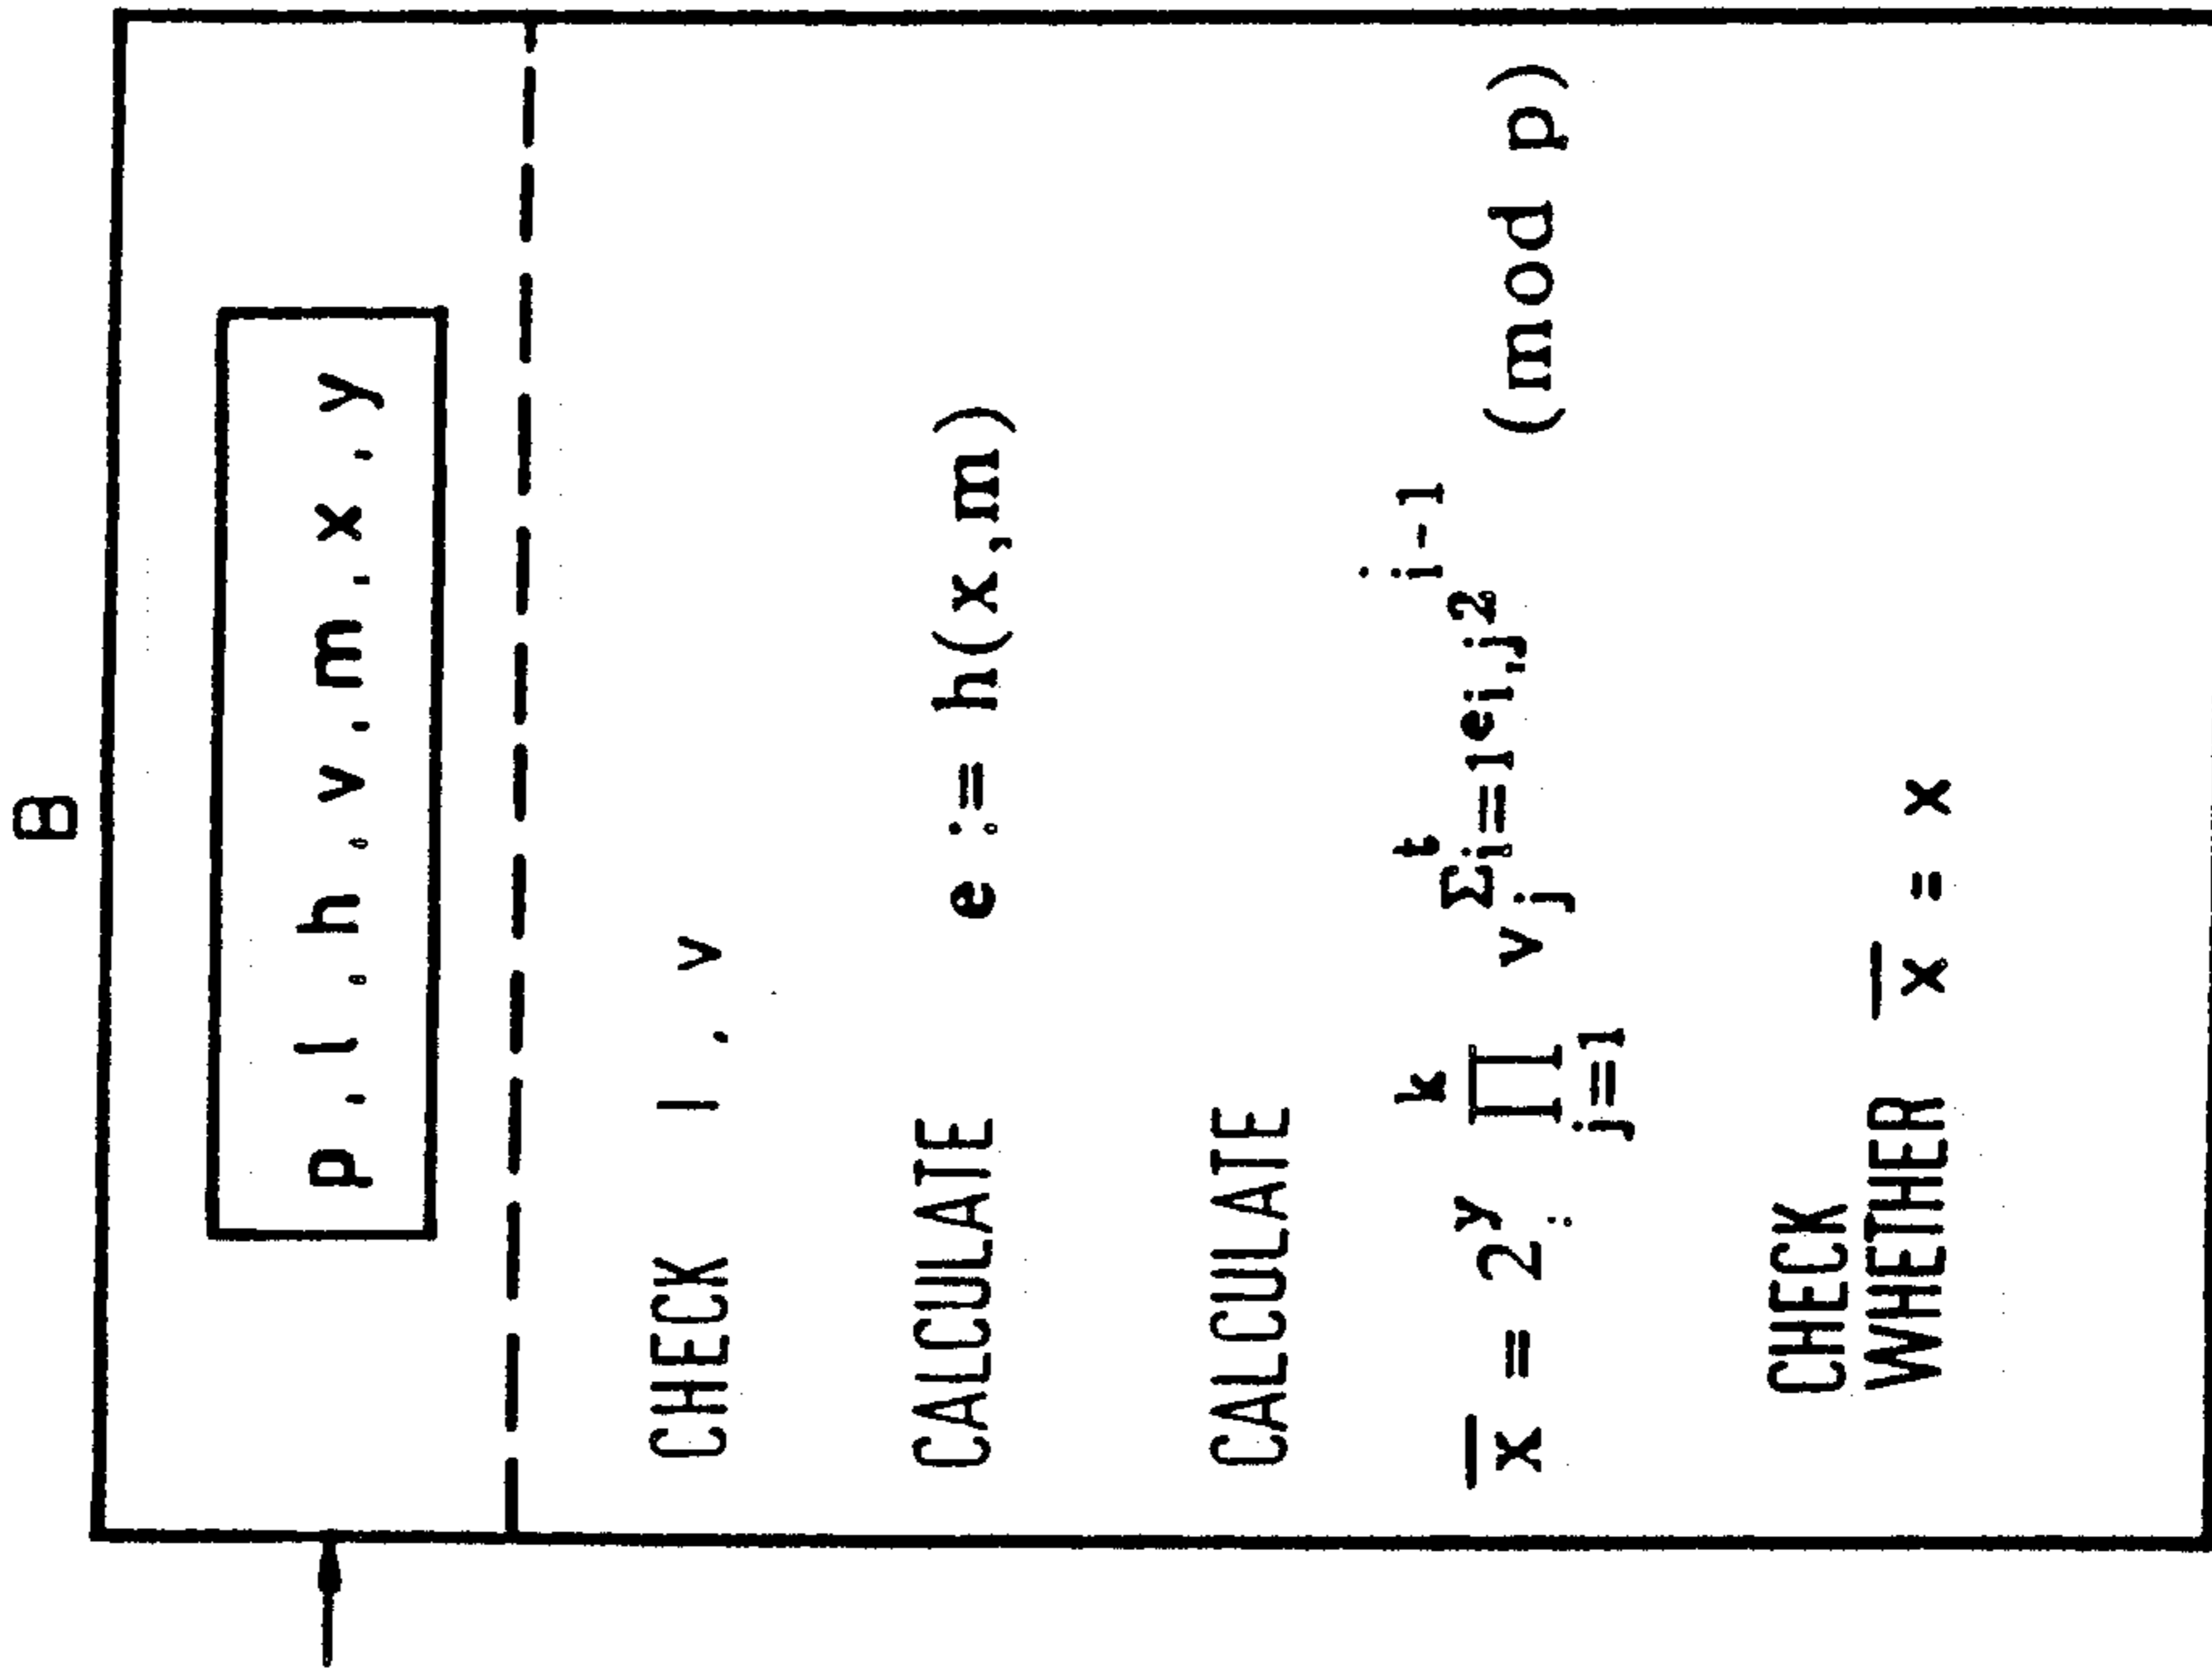 B
p, l, h, v, m, x, y
CHECK l, v
CALCULATE e := h(x,m)
CALCULATE
x̄ = 2^y ∏_{j=1}^{k} v_j^{Σ_{i=1}^{t} e_{i,j} 2^{i-1}} (mod p)
CHECK
WHETHER x̄ = x